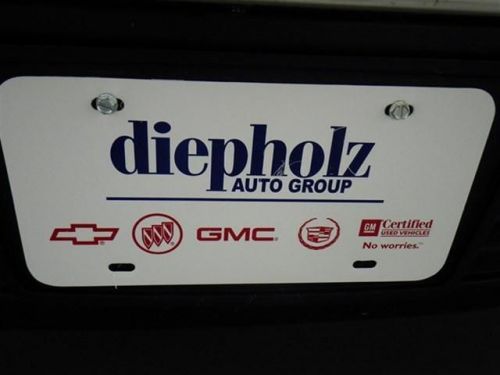 diepholz
AUTO GROUP
GMC
GM Certified
USED VEHICLES
No worries.